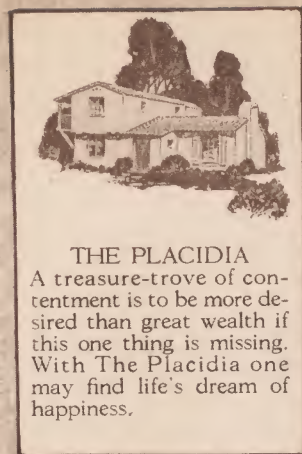 THE PLACIDIA
A treasure-trove of con-
tentment is to be more de-
sired than great wealth if
this one thing is missing.
With The Placidia one
may find life's dream of
happiness.